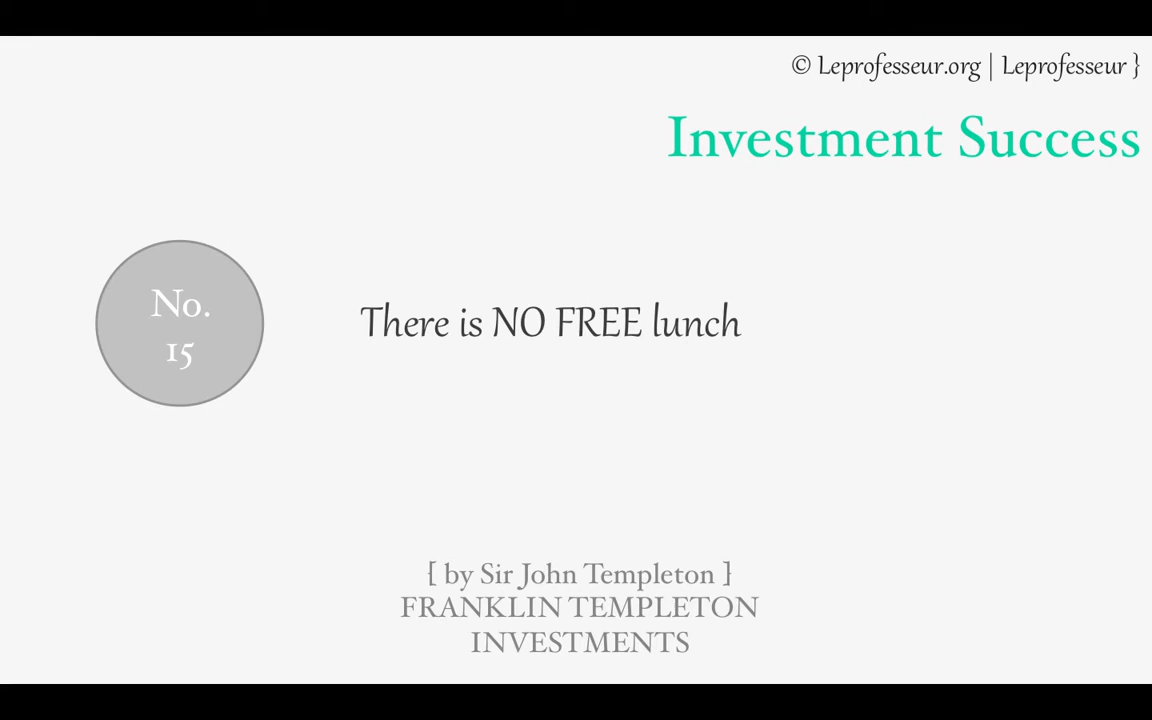 © Leprofesseur.org | Leprofesseur }
Investment Success
No.
15
There is NO FREE lunch
{ by Sir John Templeton }
FRANKLIN TEMPLETON
INVESTMENTS